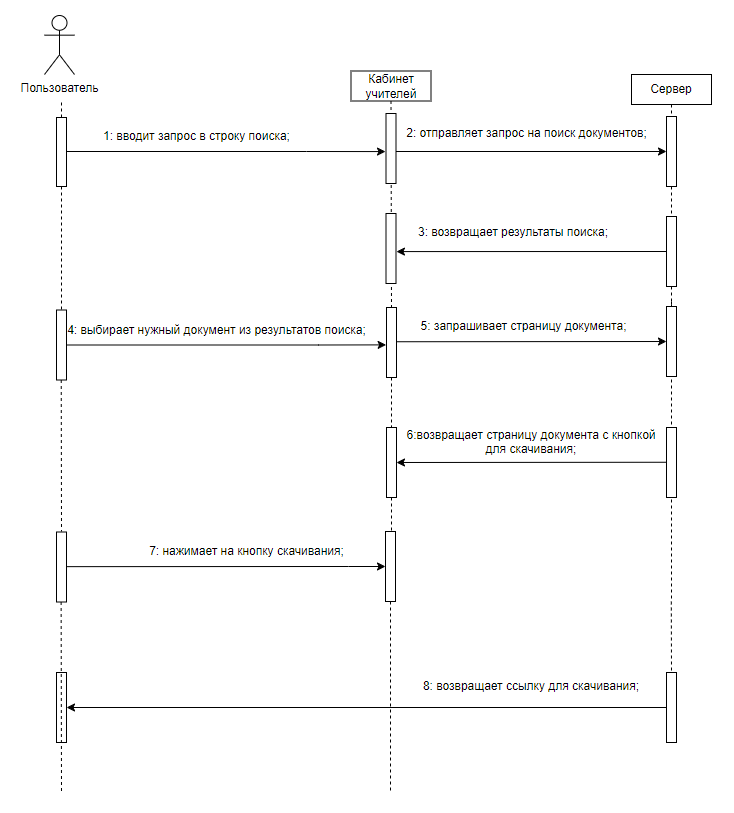 Пользователь
Кабинет
учителей
Сервер
1: вводит запрос в строку поиска;
2: отправляет запрос на поиск документов;
3: возвращает результаты поиска;
4: выбирает нужный документ из результатов поиска;
5: запрашивает страницу документа;
6:возвращает страницу документа с кнопкой
для скачивания;
7: нажимает на кнопку скачивания;
8: возвращает ссылку для скачивания;